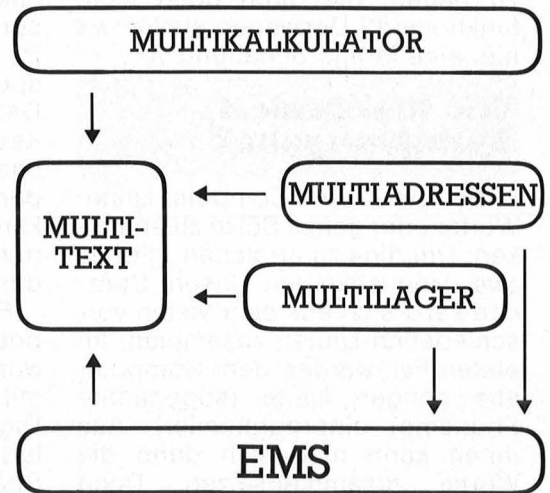 MULTIKALKULATOR
MULTI-
TEXT
MULTIADRESSEN
MULTILAGER
EMS